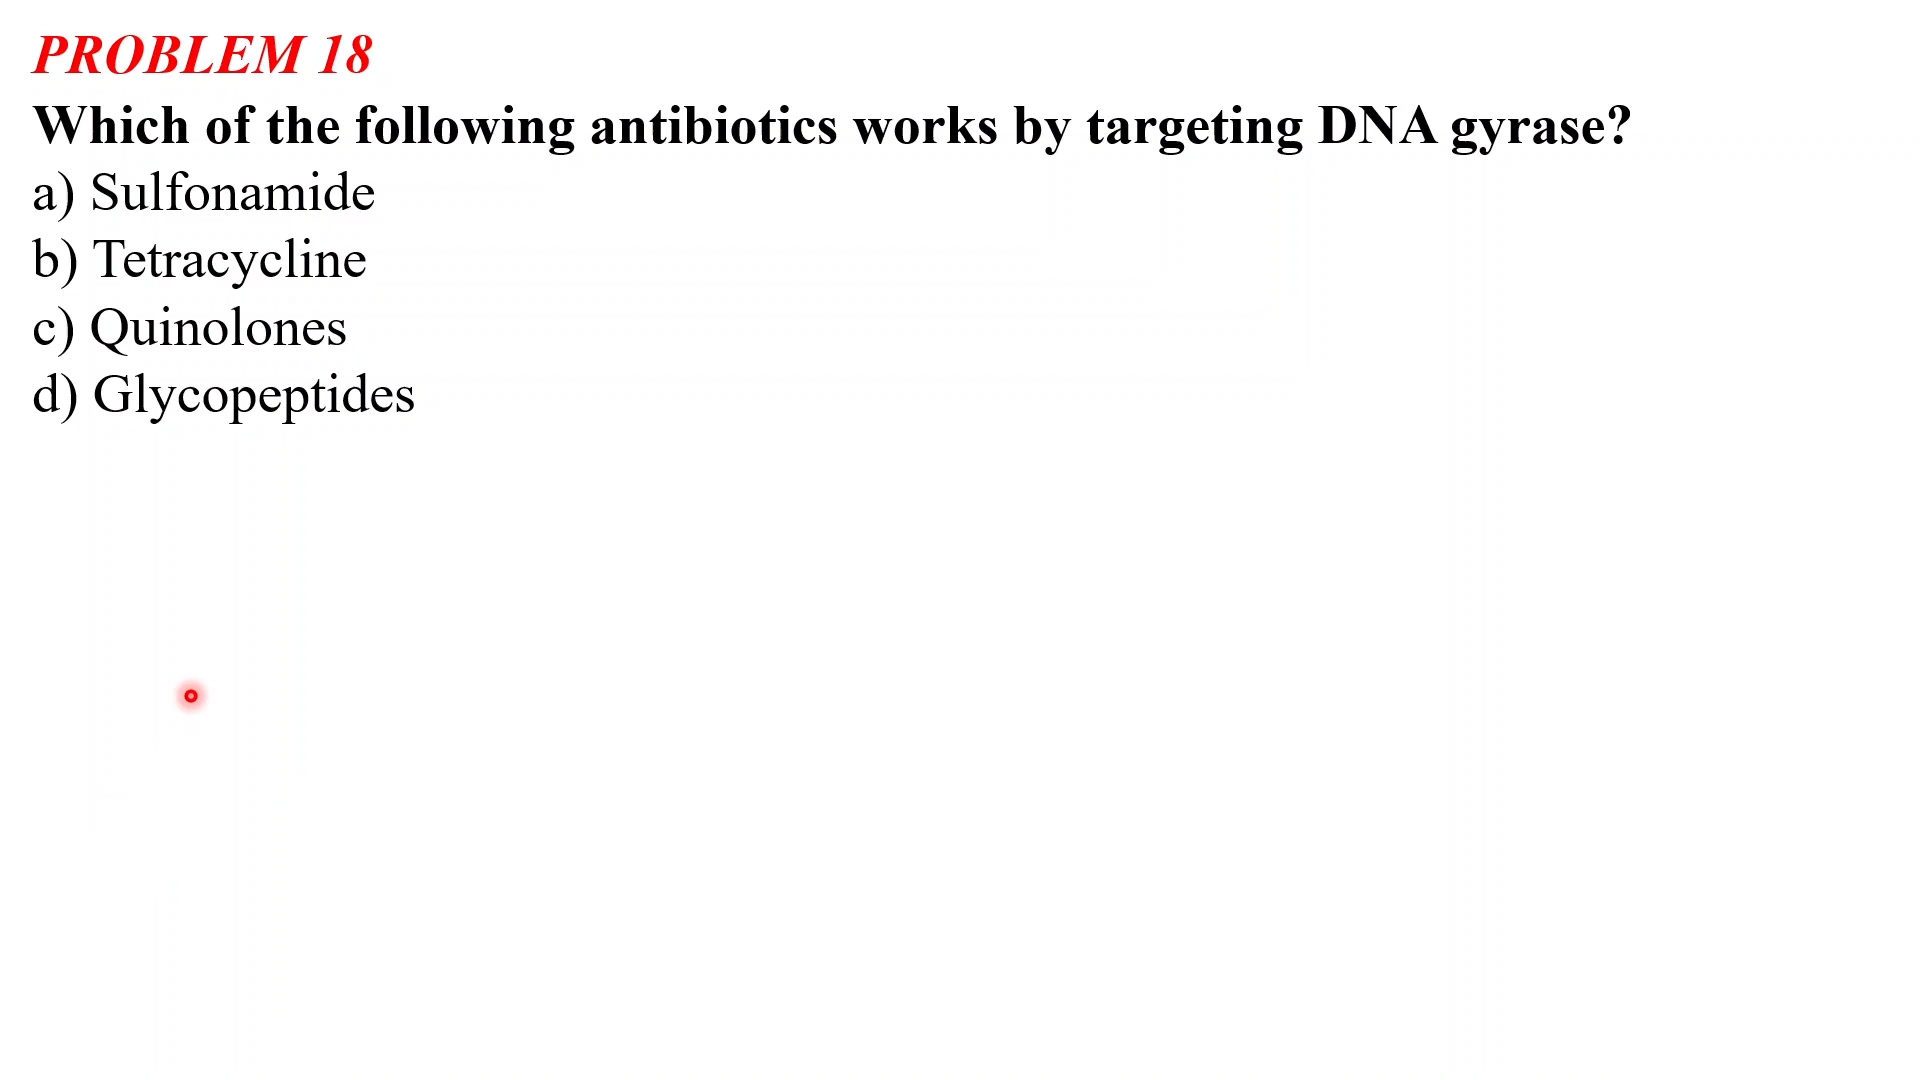 PROBLEM 18
Which of the following antibiotics works by targeting DNA gyrase?
a) Sulfonamide
b) Tetracycline
c) Quinolones
d) Glycopeptides